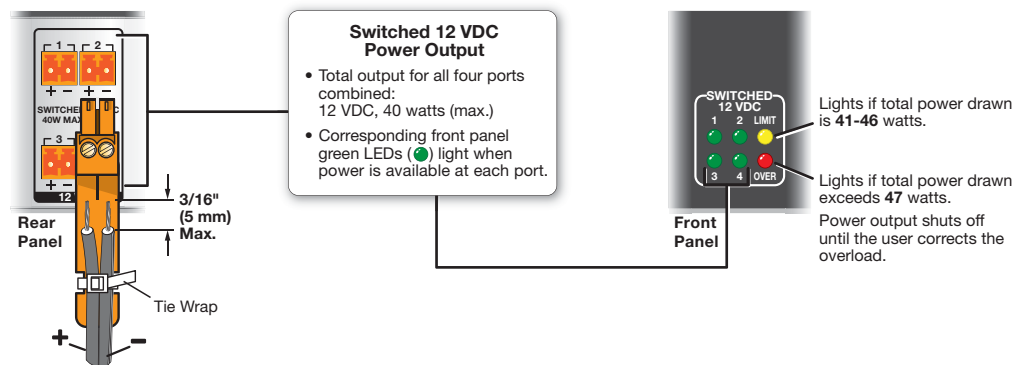 1 2
+ − + −
SWITCHE C
40W MA
3
+ −
12
Rear
Panel
3/16"
(5 mm)
Max.
Tie Wrap
+ −
Switched 12 VDC
Power Output
• Total output for all four ports
combined:
12 VDC, 40 watts (max.)
• Corresponding front panel
green LEDs ( ) light when
power is available at each port.
SWITCHED
12 VDC
1 2 LIMIT
3 4 OVER
Front
Panel
Lights if total power drawn
is 41-46 watts.
Lights if total power drawn
exceeds 47 watts.
Power output shuts off
until the user corrects the
overload.